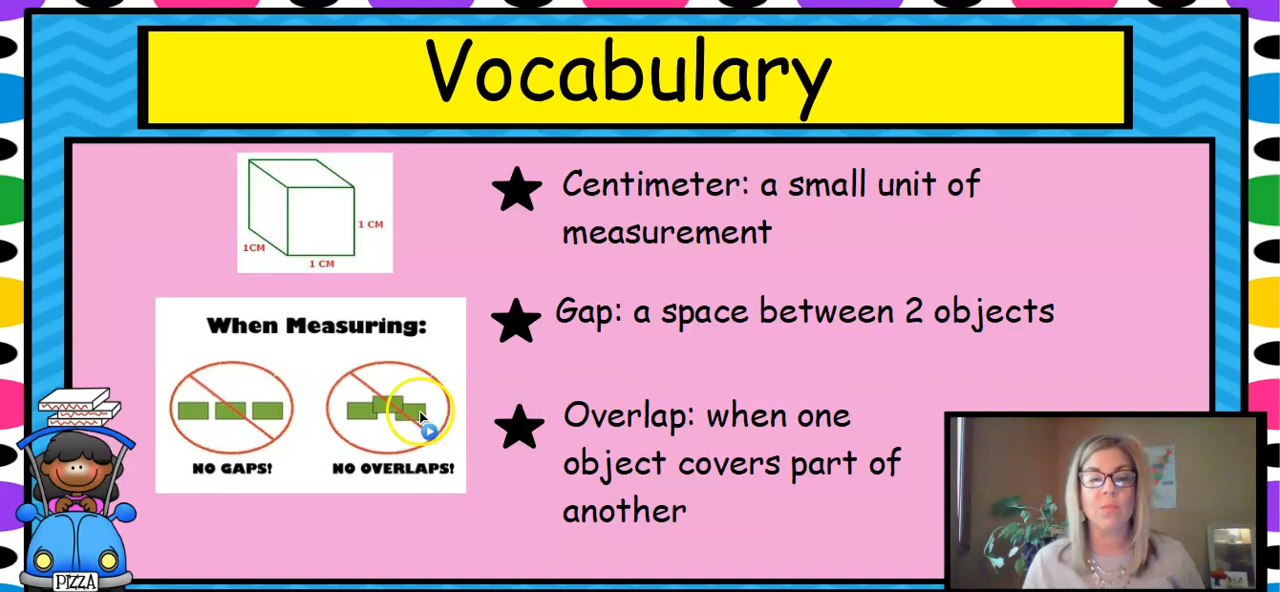 Vocabulary
1 CM
1CM
1 CM
Centimeter: a small unit of
measurement
When Measuring:
NO GAPS!
NO OVERLAPS!
Gap: a space between 2 objects
Overlap: when one
object covers part of
another
PIZZA